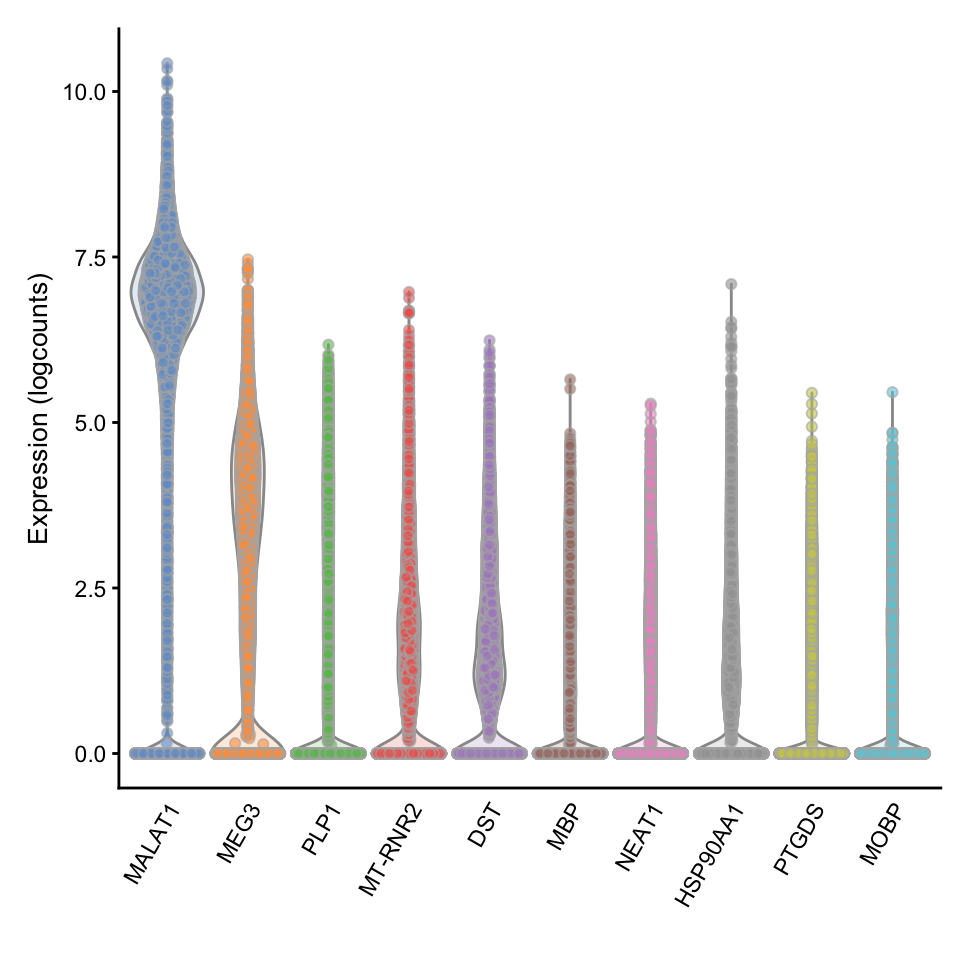 Expression (logcounts)
10.0
7.5
5.0
2.5
0.0
MALAT1
MEG3
PLP1
MT-RNR2
DST
MBP
NEAT1
HSP90AA1
PTGDS
MOBP